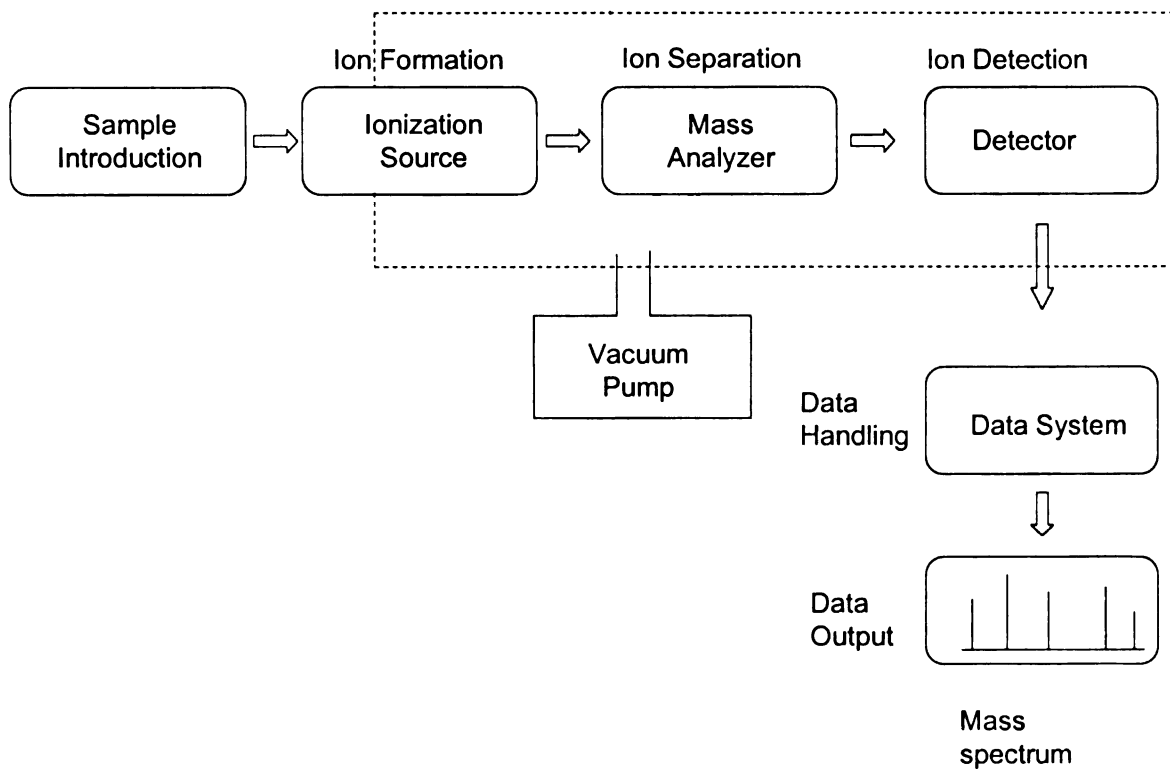 Ion Formation
Ion Separation
Ion Detection
Sample
Introduction
Ionization
Source
Mass
Analyzer
Detector
Vacuum
Pump
Data
Handling
Data System
Data
Output
Mass
spectrum